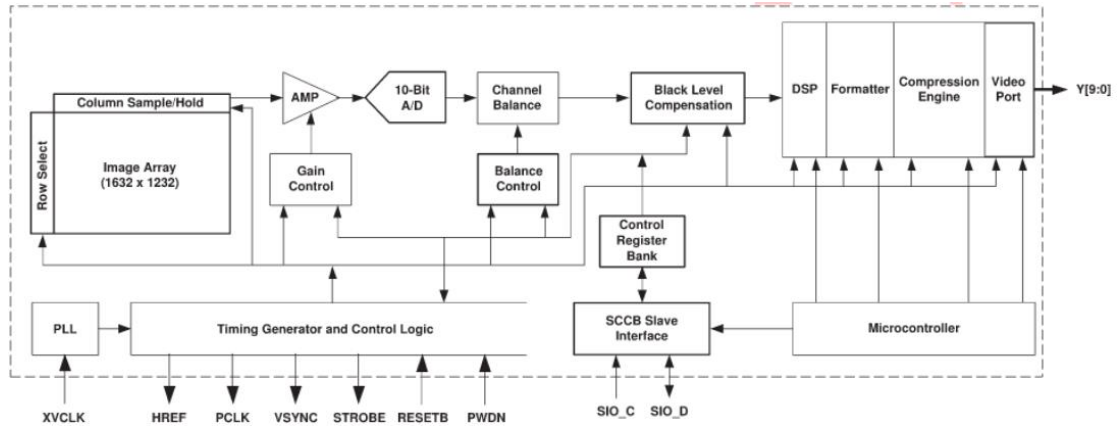 Column Sample/Hold
Row Select
Image Array
(1632 x 1232)
AMP
10-Bit
A/D
Channel
Balance
Black Level
Compensation
DSP
Formatter
Compression
Engine
Video
Port
Y[9:0]
Gain
Control
Balance
Control
Control
Register
Bank
PLL
Timing Generator and Control Logic
SCCB Slave
Interface
Microcontroller
XVCLK
HREF
PCLK
VSYNC
STROBE
RESETB
PWDN
SIO_C
SIO_D